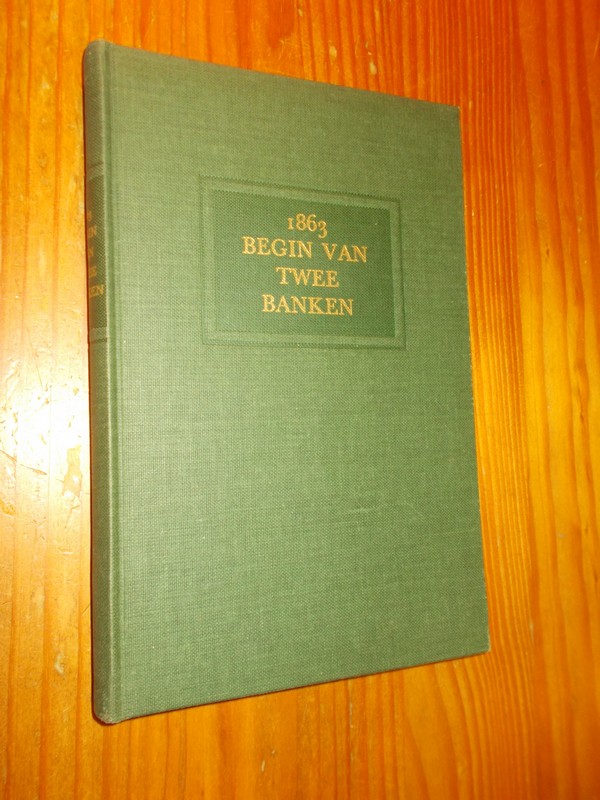 1863
BEGIN VAN
TWEE
BANKEN